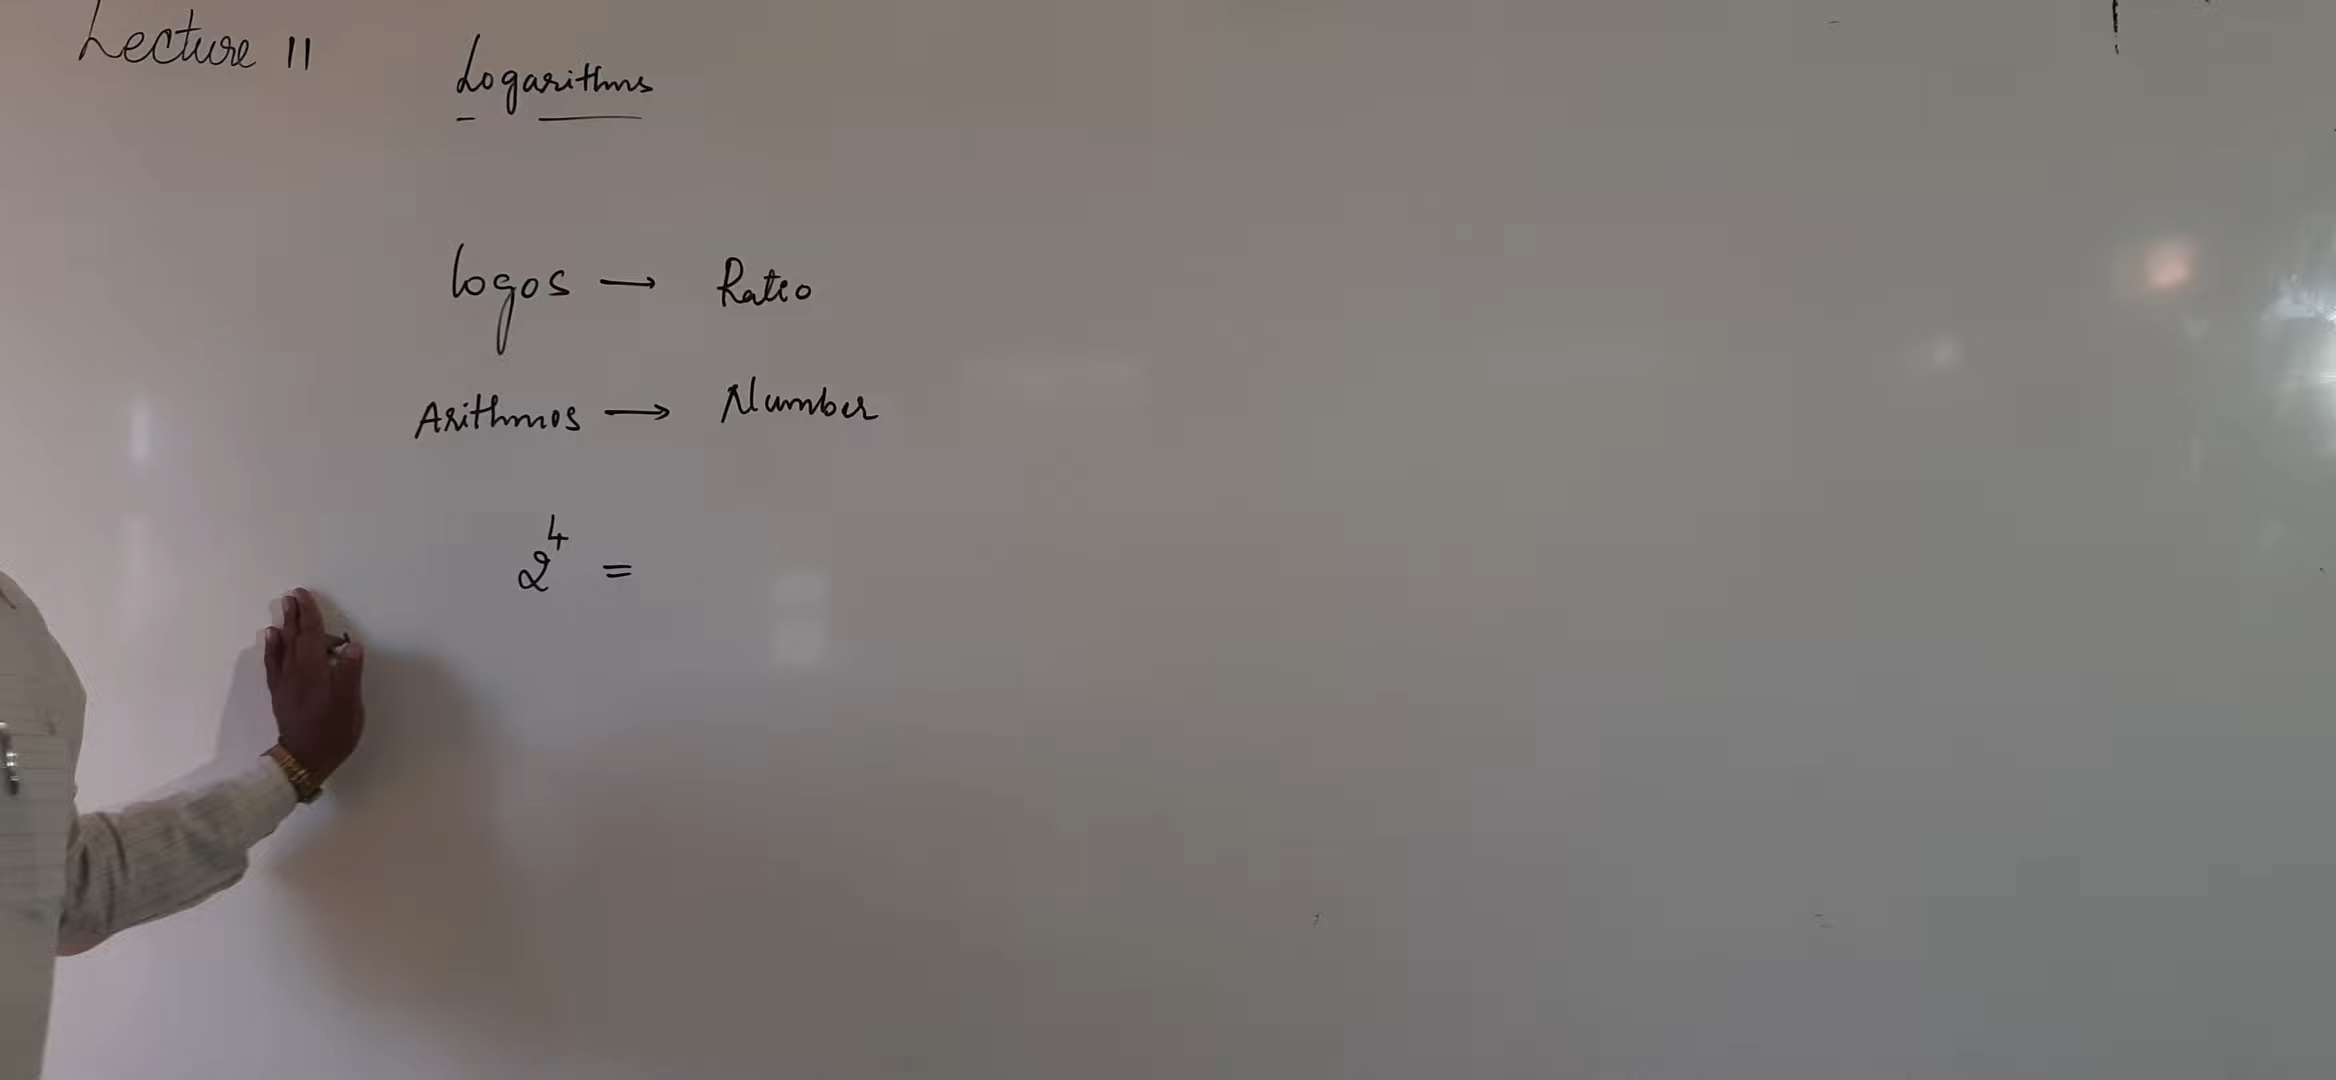 Lecture 11
Logarithms
logos → Ratio
Arithmos → Number
2⁴ =